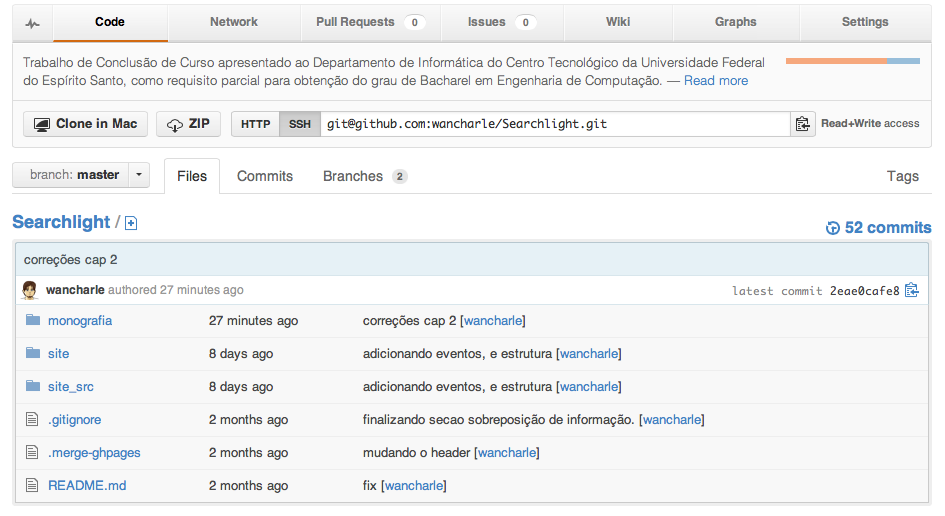 Code Network Pull Requests 0 Issues 0 Wiki Graphs Settings
Trabalho de Conclusão de Curso apresentado ao Departamento de Informática do Centro Tecnológico da Universidade Federal
do Espírito Santo, como requisito parcial para obtenção do grau de Bacharel em Engenharia de Computação. — Read more
Clone in Mac ZIP HTTP SSH git@github.com:wancharle/Searchlight.git Read+Write access
branch: master Files Commits Branches 2 Tags
Searchlight / 52 commits
correções cap 2
wancharle authored 27 minutes ago latest commit 2eae0cafe8
monografia 27 minutes ago correções cap 2 [wancharle]
site 8 days ago adicionando eventos, e estrutura [wancharle]
site_src 8 days ago adicionando eventos, e estrutura [wancharle]
.gitignore 2 months ago finalizando secao sobreposição de informação. [wancharle]
.merge-ghpages 2 months ago mudando o header [wancharle]
README.md 2 months ago fix [wancharle]